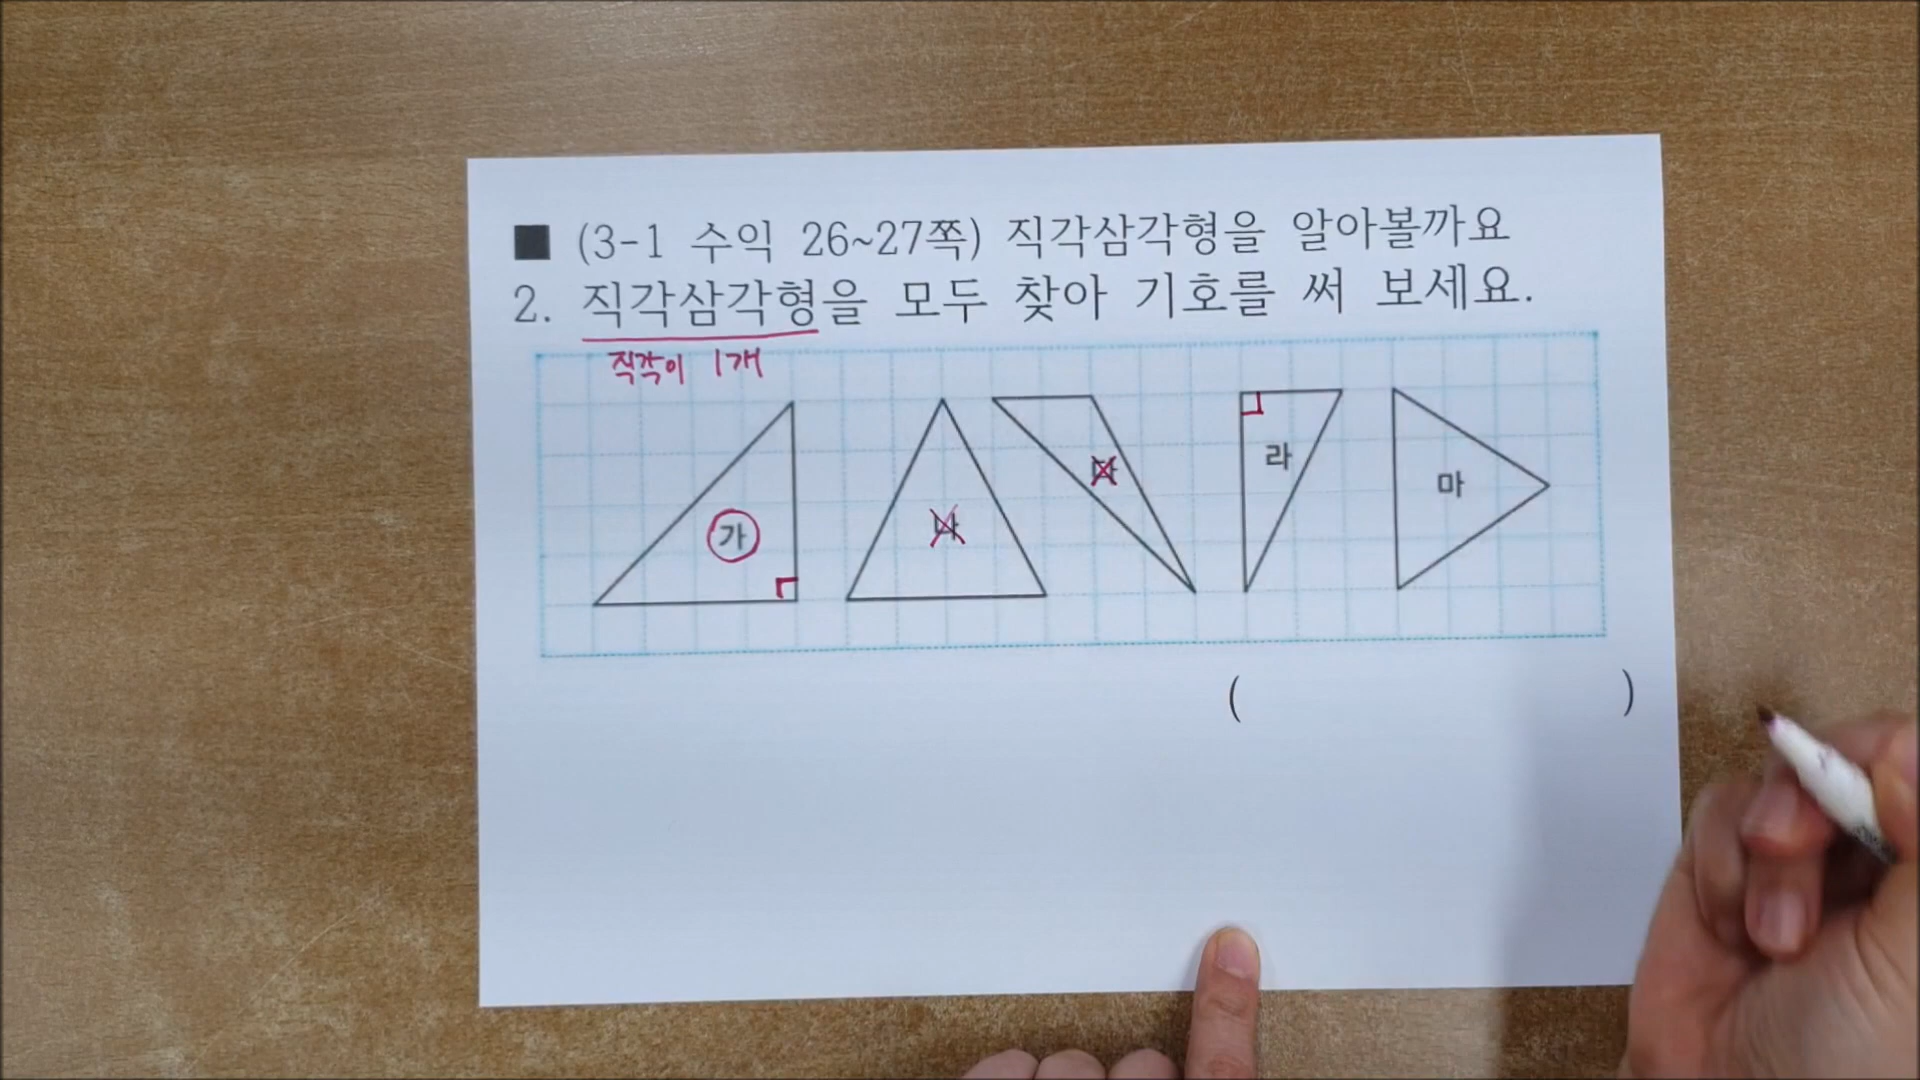 ■ (3-1 수익 26~27쪽) 직각삼각형을 알아볼까요
2. 직각삼각형을 모두 찾아 기호를 써 보세요.
직각이 1개
가
나
다
라
마
( )